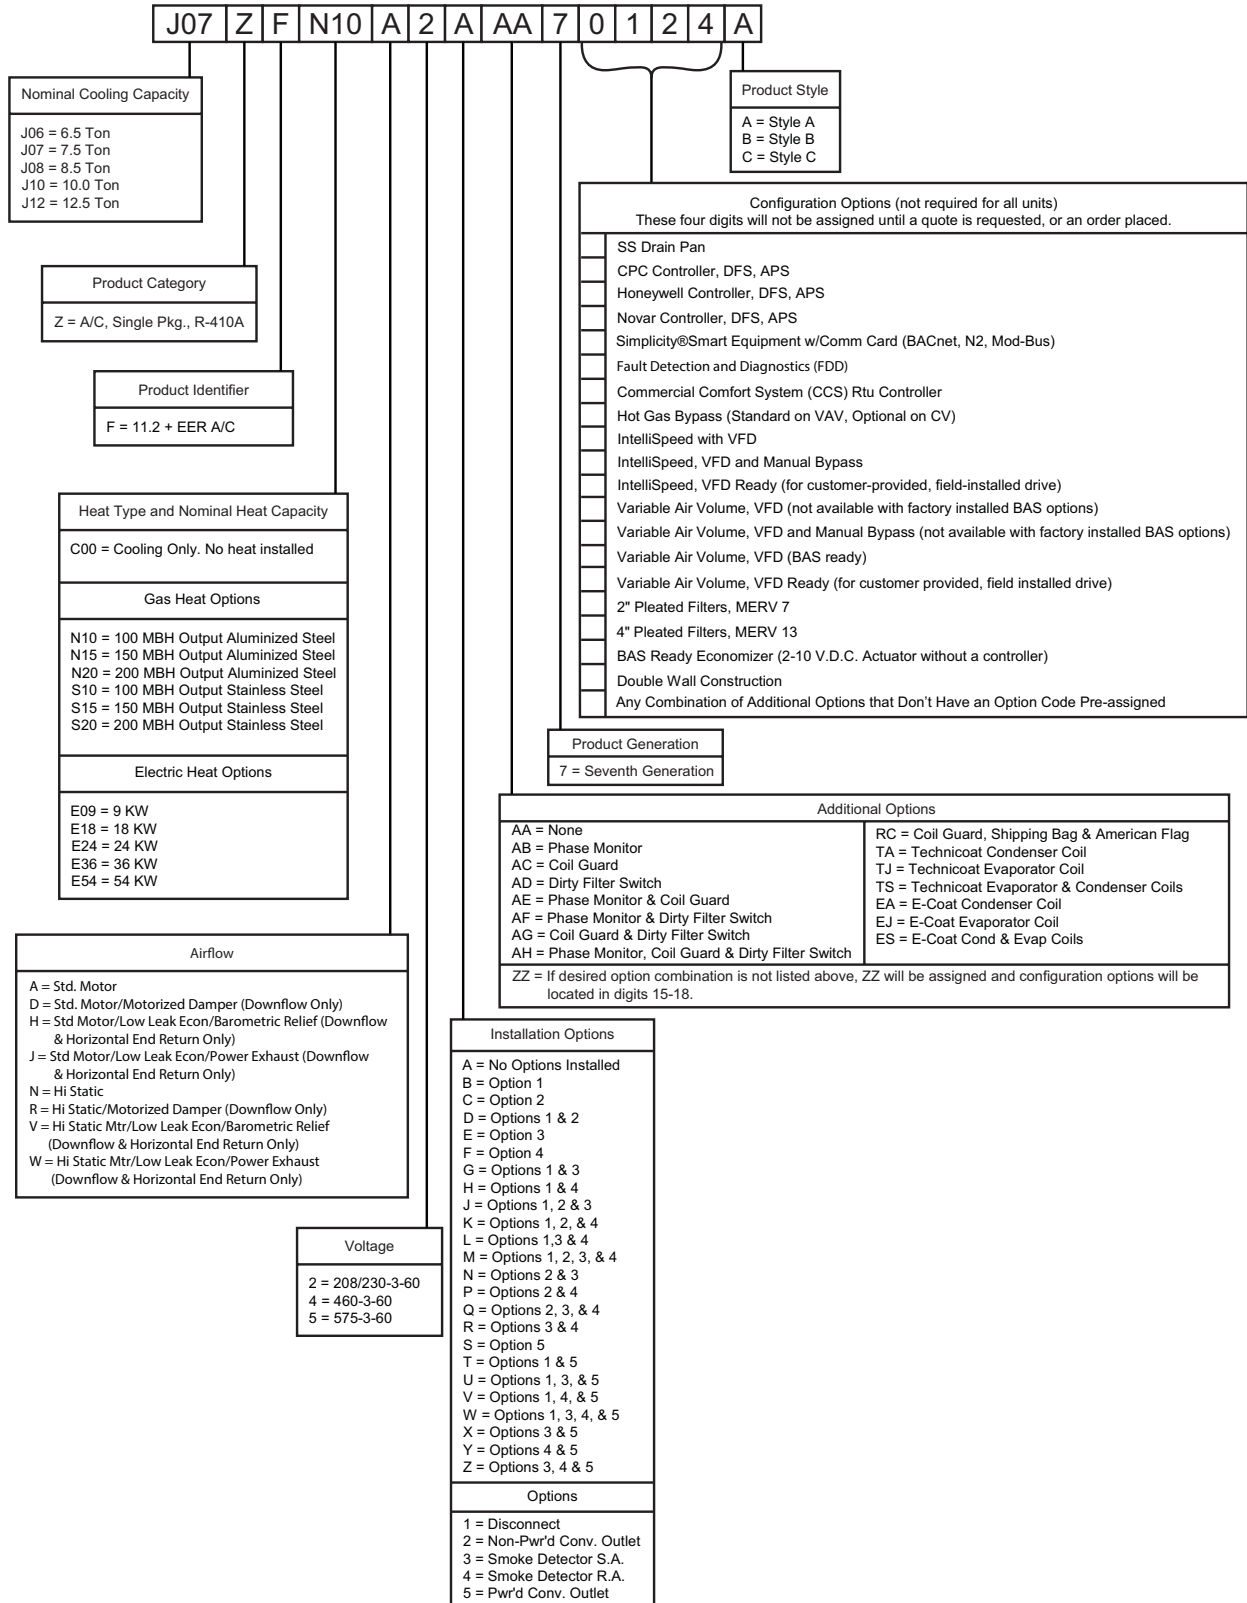 J07 Z F N10 A 2 A AA 7 0 1 2 4 A
Nominal Cooling Capacity
J06 = 6.5 Ton
J07 = 7.5 Ton
J08 = 8.5 Ton
J10 = 10.0 Ton
J12 = 12.5 Ton
Product Style
A = Style A
B = Style B
C = Style C
Configuration Options (not required for all units)
These four digits will not be assigned until a quote is requested, or an order placed.
SS Drain Pan
CPC Controller, DFS, APS
Honeywell Controller, DFS, APS
Novar Controller, DFS, APS
Simplicity®Smart Equipment w/Comm Card (BACnet, N2, Mod-Bus)
Fault Detection and Diagnostics (FDD)
Commercial Comfort System (CCS) Rtu Controller
Hot Gas Bypass (Standard on VAV, Optional on CV)
IntelliSpeed with VFD
IntelliSpeed, VFD and Manual Bypass
IntelliSpeed, VFD Ready (for customer-provided, field-installed drive)
Variable Air Volume, VFD (not available with factory installed BAS options)
Variable Air Volume, VFD and Manual Bypass (not available with factory installed BAS options)
Variable Air Volume, VFD (BAS ready)
Variable Air Volume, VFD Ready (for customer provided, field installed drive)
2" Pleated Filters, MERV 7
4" Pleated Filters, MERV 13
BAS Ready Economizer (2-10 V.D.C. Actuator without a controller)
Double Wall Construction
Any Combination of Additional Options that Don't Have an Option Code Pre-assigned
Product Category
Z = A/C, Single Pkg., R-410A
Product Identifier
F = 11.2 + EER A/C
Heat Type and Nominal Heat Capacity
C00 = Cooling Only. No heat installed
Gas Heat Options
N10 = 100 MBH Output Aluminized Steel
N15 = 150 MBH Output Aluminized Steel
N20 = 200 MBH Output Aluminized Steel
S10 = 100 MBH Output Stainless Steel
S15 = 150 MBH Output Stainless Steel
S20 = 200 MBH Output Stainless Steel
Electric Heat Options
E09 = 9 KW
E18 = 18 KW
E24 = 24 KW
E36 = 36 KW
E54 = 54 KW
Product Generation
7 = Seventh Generation
Additional Options
AA = None
AB = Phase Monitor
AC = Coil Guard
AD = Dirty Filter Switch
AE = Phase Monitor & Coil Guard
AF = Phase Monitor & Dirty Filter Switch
AG = Coil Guard & Dirty Filter Switch
AH = Phase Monitor, Coil Guard & Dirty Filter Switch
RC = Coil Guard, Shipping Bag & American Flag
TA = Technicoat Condenser Coil
TJ = Technicoat Evaporator Coil
TS = Technicoat Evaporator & Condenser Coils
EA = E-Coat Condenser Coil
EJ = E-Coat Evaporator Coil
ES = E-Coat Cond & Evap Coils
ZZ = If desired option combination is not listed above, ZZ will be assigned and configuration options will be
located in digits 15-18.
Airflow
A = Std. Motor
D = Std. Motor/Motorized Damper (Downflow Only)
H = Std Motor/Low Leak Econ/Barometric Relief (Downflow
& Horizontal End Return Only)
J = Std Motor/Low Leak Econ/Power Exhaust (Downflow
& Horizontal End Return Only)
N = Hi Static
R = Hi Static/Motorized Damper (Downflow Only)
V = Hi Static Mtr/Low Leak Econ/Barometric Relief
(Downflow & Horizontal End Return Only)
W = Hi Static Mtr/Low Leak Econ/Power Exhaust
(Downflow & Horizontal End Return Only)
Voltage
2 = 208/230-3-60
4 = 460-3-60
5 = 575-3-60
Installation Options
A = No Options Installed
B = Option 1
C = Option 2
D = Options 1 & 2
E = Option 3
F = Option 4
G = Options 1 & 3
H = Options 1 & 4
J = Options 1, 2 & 3
K = Options 1, 2, & 4
L = Options 1,3 & 4
M = Options 1, 2, 3, & 4
N = Options 2 & 3
P = Options 2 & 4
Q = Options 2, 3, & 4
R = Options 3 & 4
S = Option 5
T = Options 1 & 5
U = Options 1, 3, & 5
V = Options 1, 4, & 5
W = Options 1, 3, 4, & 5
X = Options 3 & 5
Y = Options 4 & 5
Z = Options 3, 4 & 5
Options
1 = Disconnect
2 = Non-Pwr'd Conv. Outlet
3 = Smoke Detector S.A.
4 = Smoke Detector R.A.
5 = Pwr'd Conv. Outlet